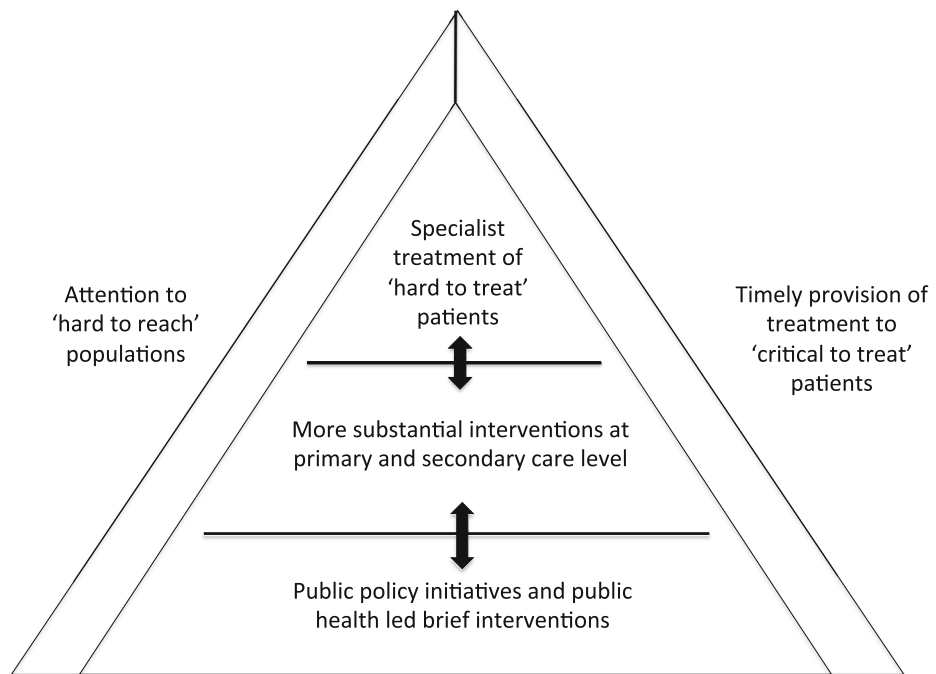 Specialist
treatment of
‘hard to treat’
patients
Attention to
‘hard to reach’
populations
Timely provision of
treatment to
‘critical to treat’
patients
More substantial interventions at
primary and secondary care level
Public policy initiatives and public
health led brief interventions